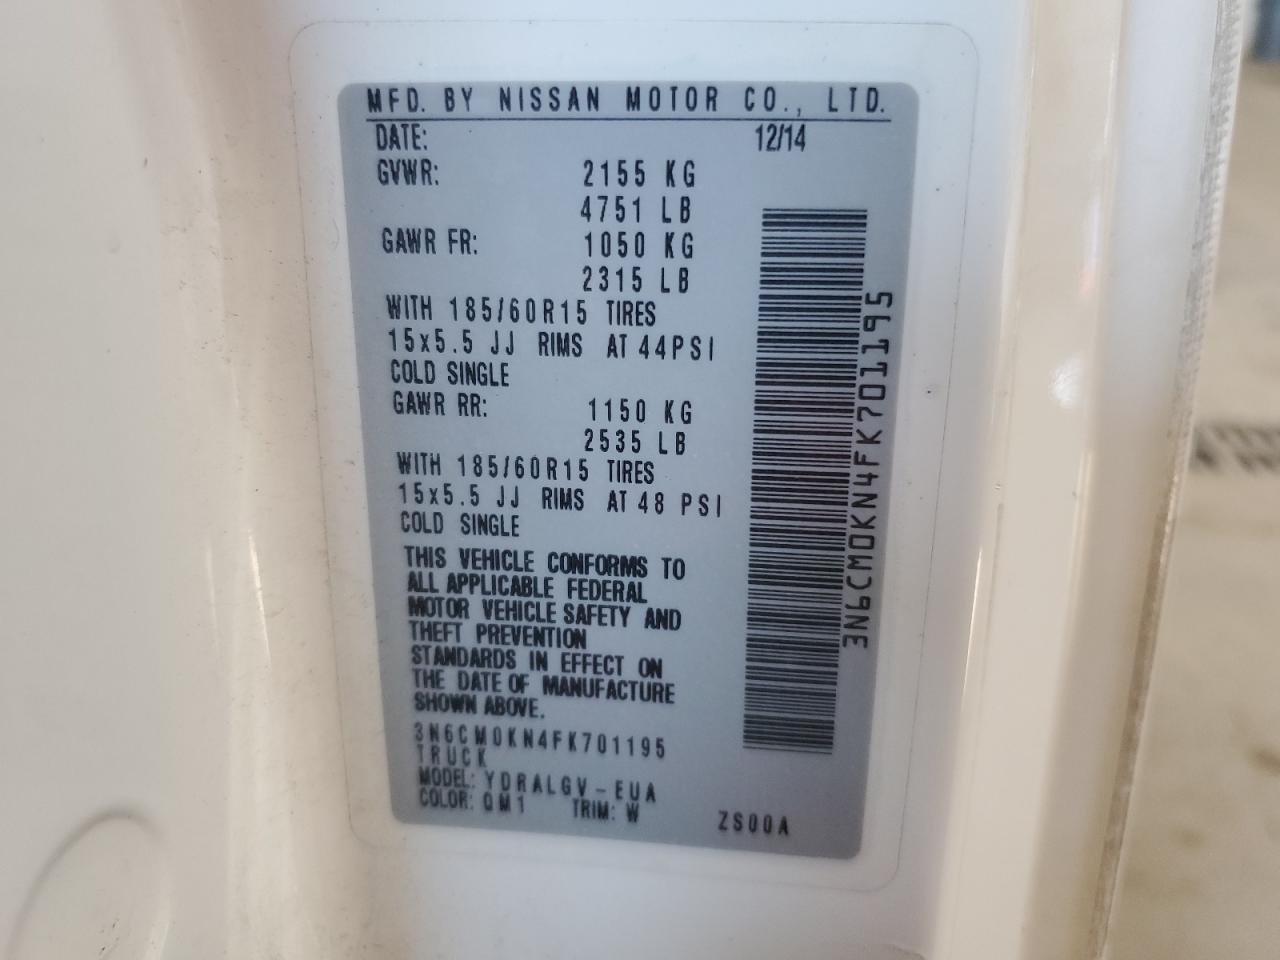 MFD. BY NISSAN MOTOR CO., LTD.
DATE: 12/14
GVWR: 2155 KG
4751 LB
GAWR FR: 1050 KG
2315 LB
WITH 185/60R15 TIRES
15x5.5 JJ RIMS AT 44PSI
COLD SINGLE
GAWR RR: 1150 KG
2535 LB
WITH 185/60R15 TIRES
15x5.5 JJ RIMS AT 48 PSI
COLD SINGLE
THIS VEHICLE CONFORMS TO
ALL APPLICABLE FEDERAL
MOTOR VEHICLE SAFETY AND
THEFT PREVENTION
STANDARDS IN EFFECT ON
THE DATE OF MANUFACTURE
SHOWN ABOVE.
3N6CM0KN4FK701195
TRUCK
MODEL: YDRALGV-EUA
COLOR: QM1 TRIM: W ZS00A
3N6CM0KN4FK701195